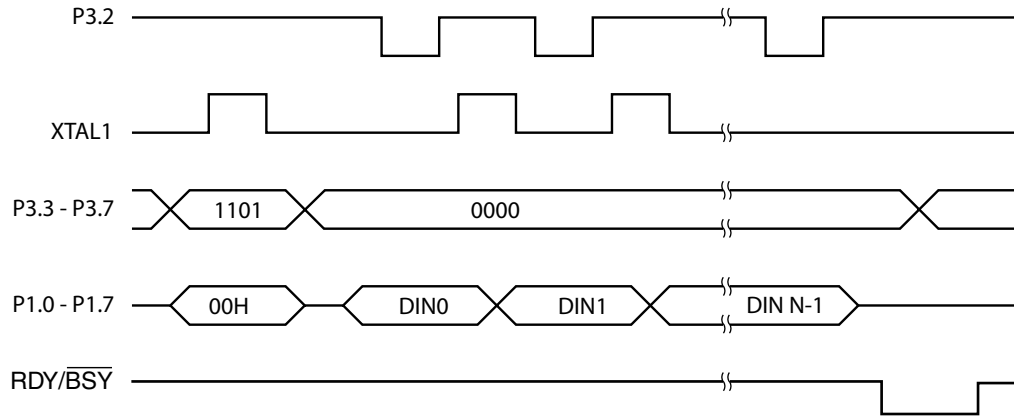 P3.2
XTAL1
P3.3 - P3.7 1101 0000
P1.0 - P1.7 00H DIN0 DIN1 DIN N-1
RDY/BSY